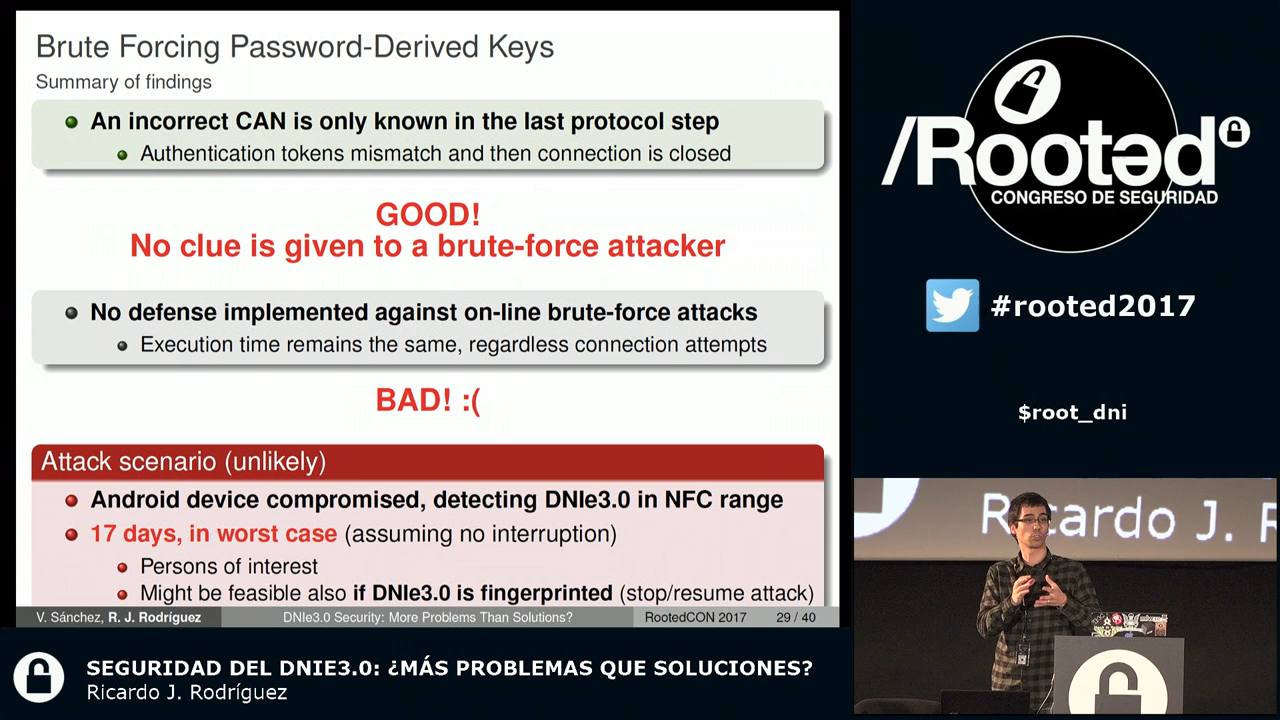 Brute Forcing Password-Derived Keys
Summary of findings
An incorrect CAN is only known in the last protocol step
Authentication tokens mismatch and then connection is closed
GOOD!
No clue is given to a brute-force attacker
No defense implemented against on-line brute-force attacks
Execution time remains the same, regardless connection attempts
BAD! :(
Attack scenario (unlikely)
Android device compromised, detecting DNIe3.0 in NFC range
17 days, in worst case (assuming no interruption)
Persons of interest
Might be feasible also if DNIe3.0 is fingerprinted (stop/resume attack)
V. Sánchez, R. J. Rodríguez
DNIe3.0 Security: More Problems Than Solutions?
RootedCON 2017
29 / 40
/Rootəd
CONGRESO DE SEGURIDAD
#rooted2017
$root_dni
Ricardo J. R
SEGURIDAD DEL DNIE3.0: ¿MÁS PROBLEMAS QUE SOLUCIONES?
Ricardo J. Rodríguez